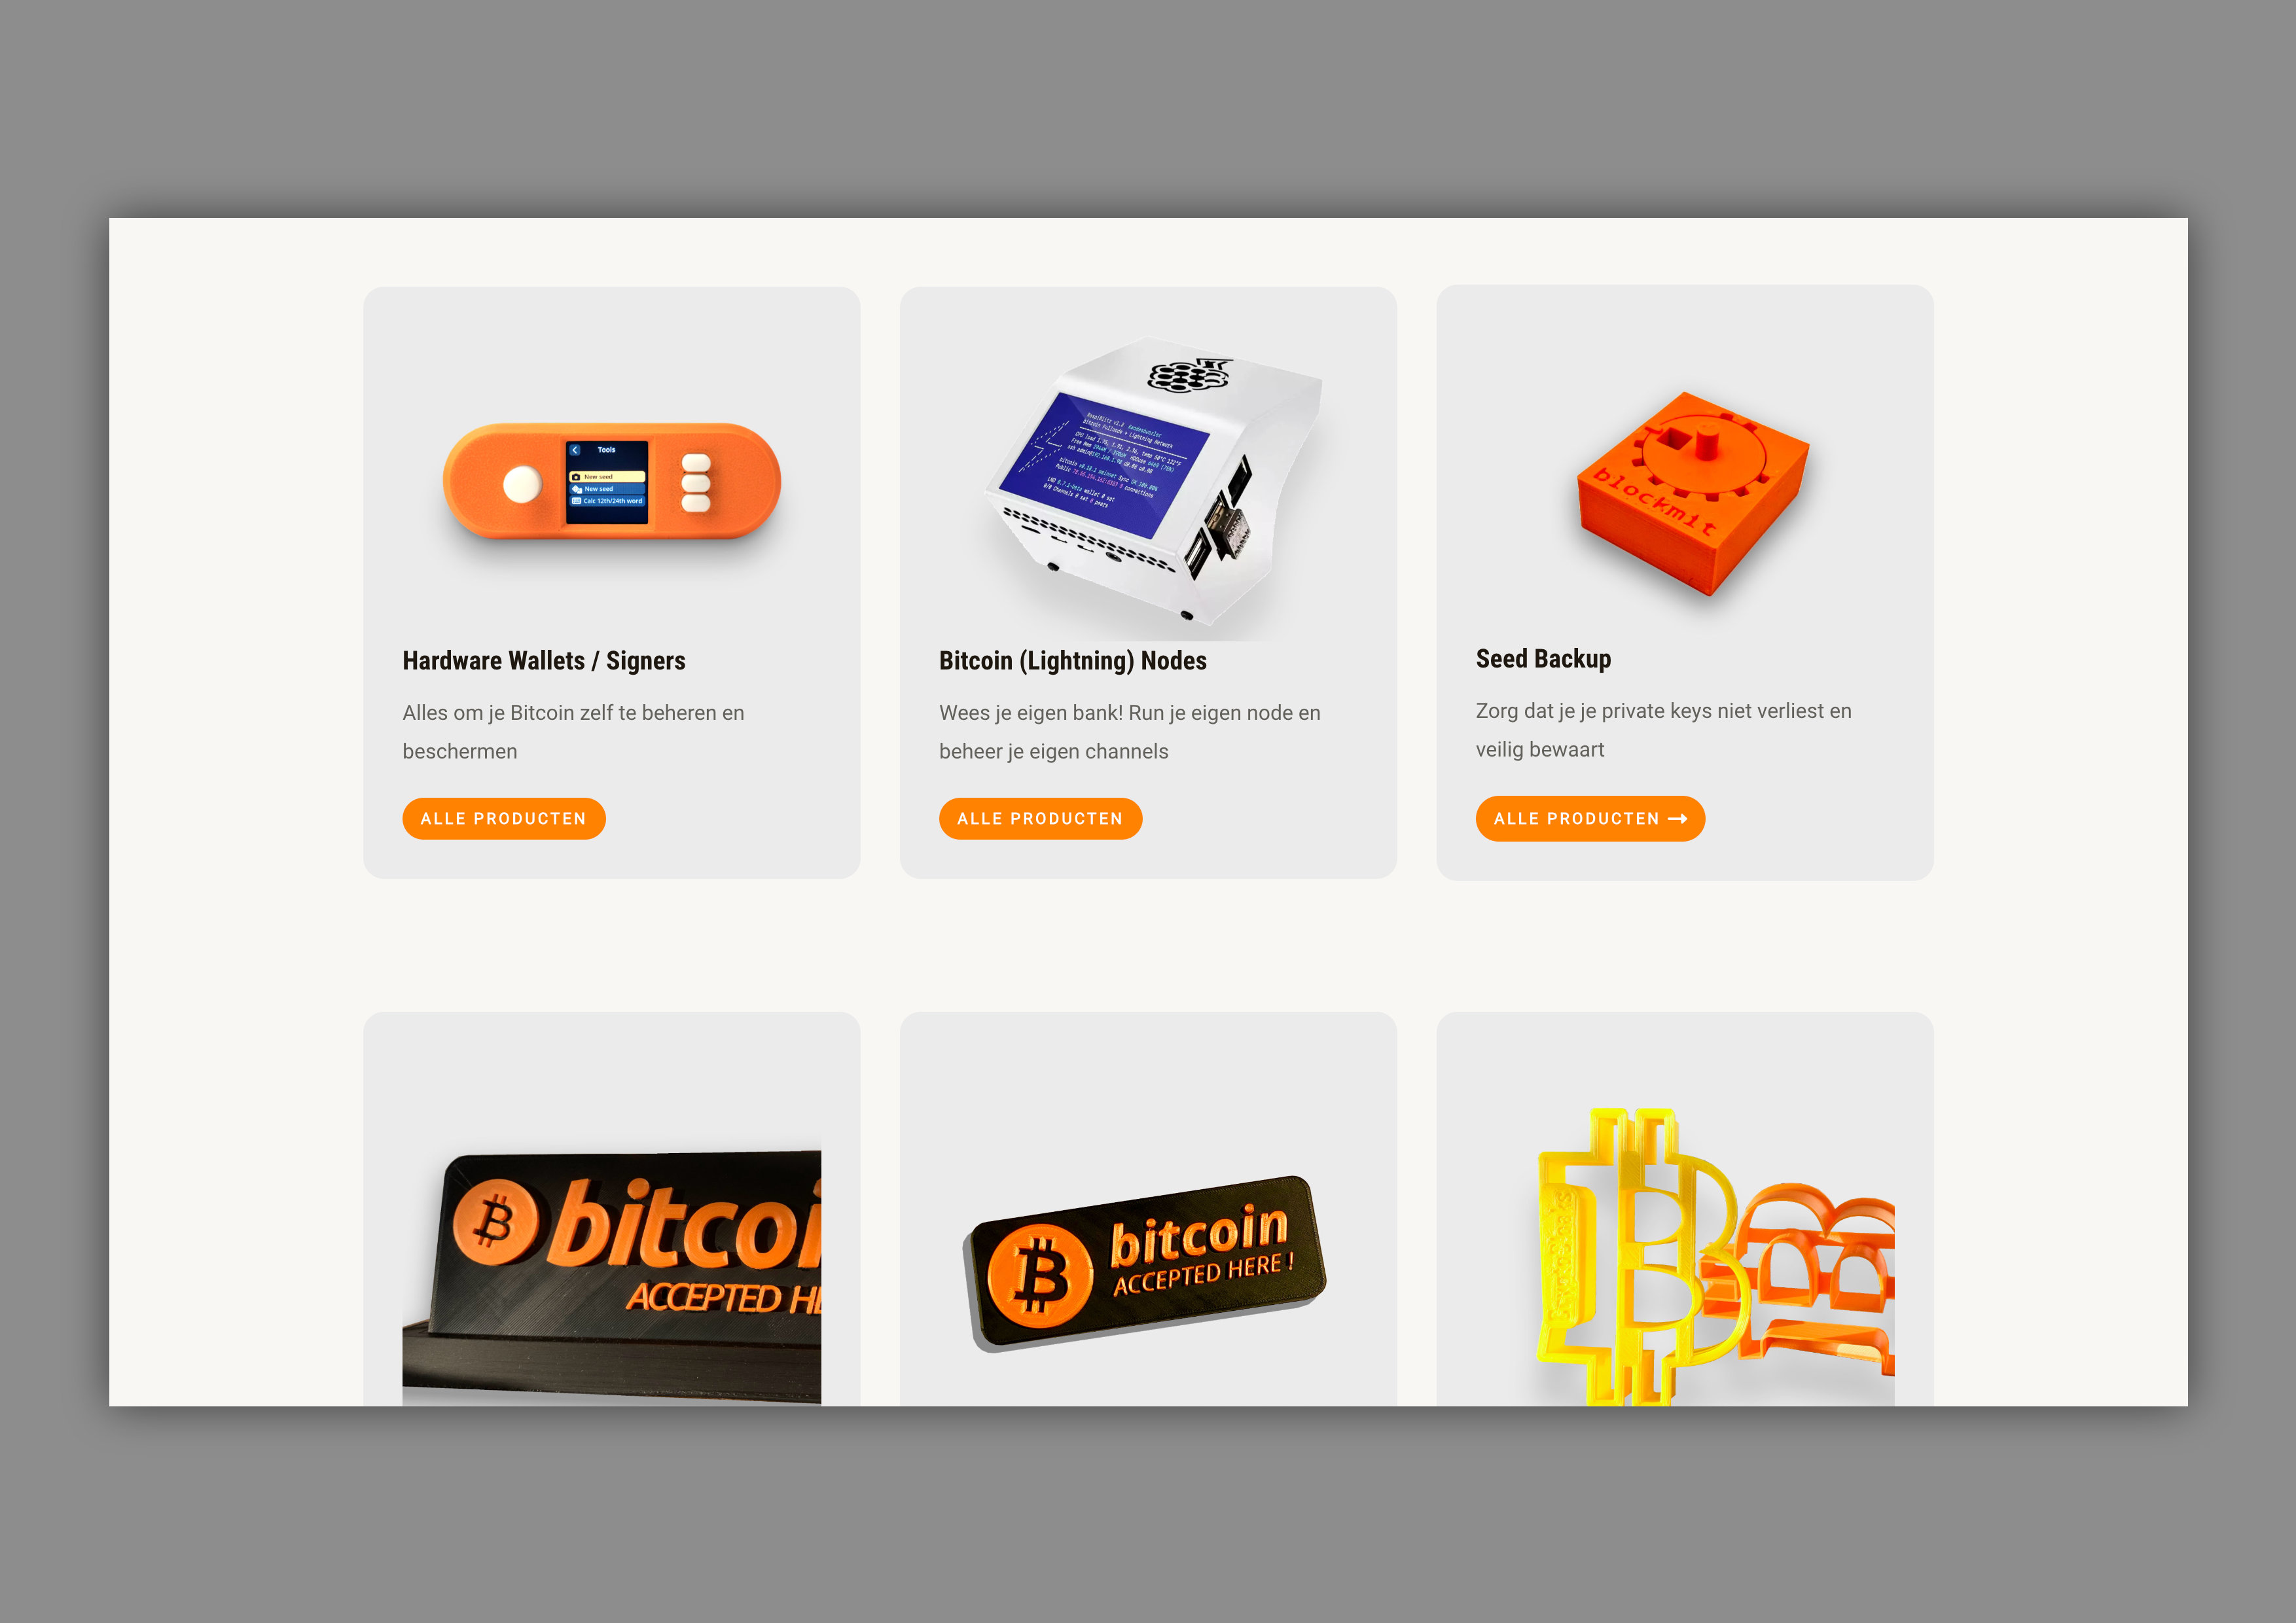 Tools
New seed
New seed
Calc 12th/24th word
blockmit
Hardware Wallets / Signers
Alles om je Bitcoin zelf te beheren en
beschermen
ALLE PRODUCTEN
Bitcoin (Lightning) Nodes
Wees je eigen bank! Run je eigen node en
beheer je eigen channels
ALLE PRODUCTEN
Seed Backup
Zorg dat je je private keys niet verliest en
veilig bewaart
ALLE PRODUCTEN
bitcoi
ACCEPTED HE
bitcoin
ACCEPTED HERE !